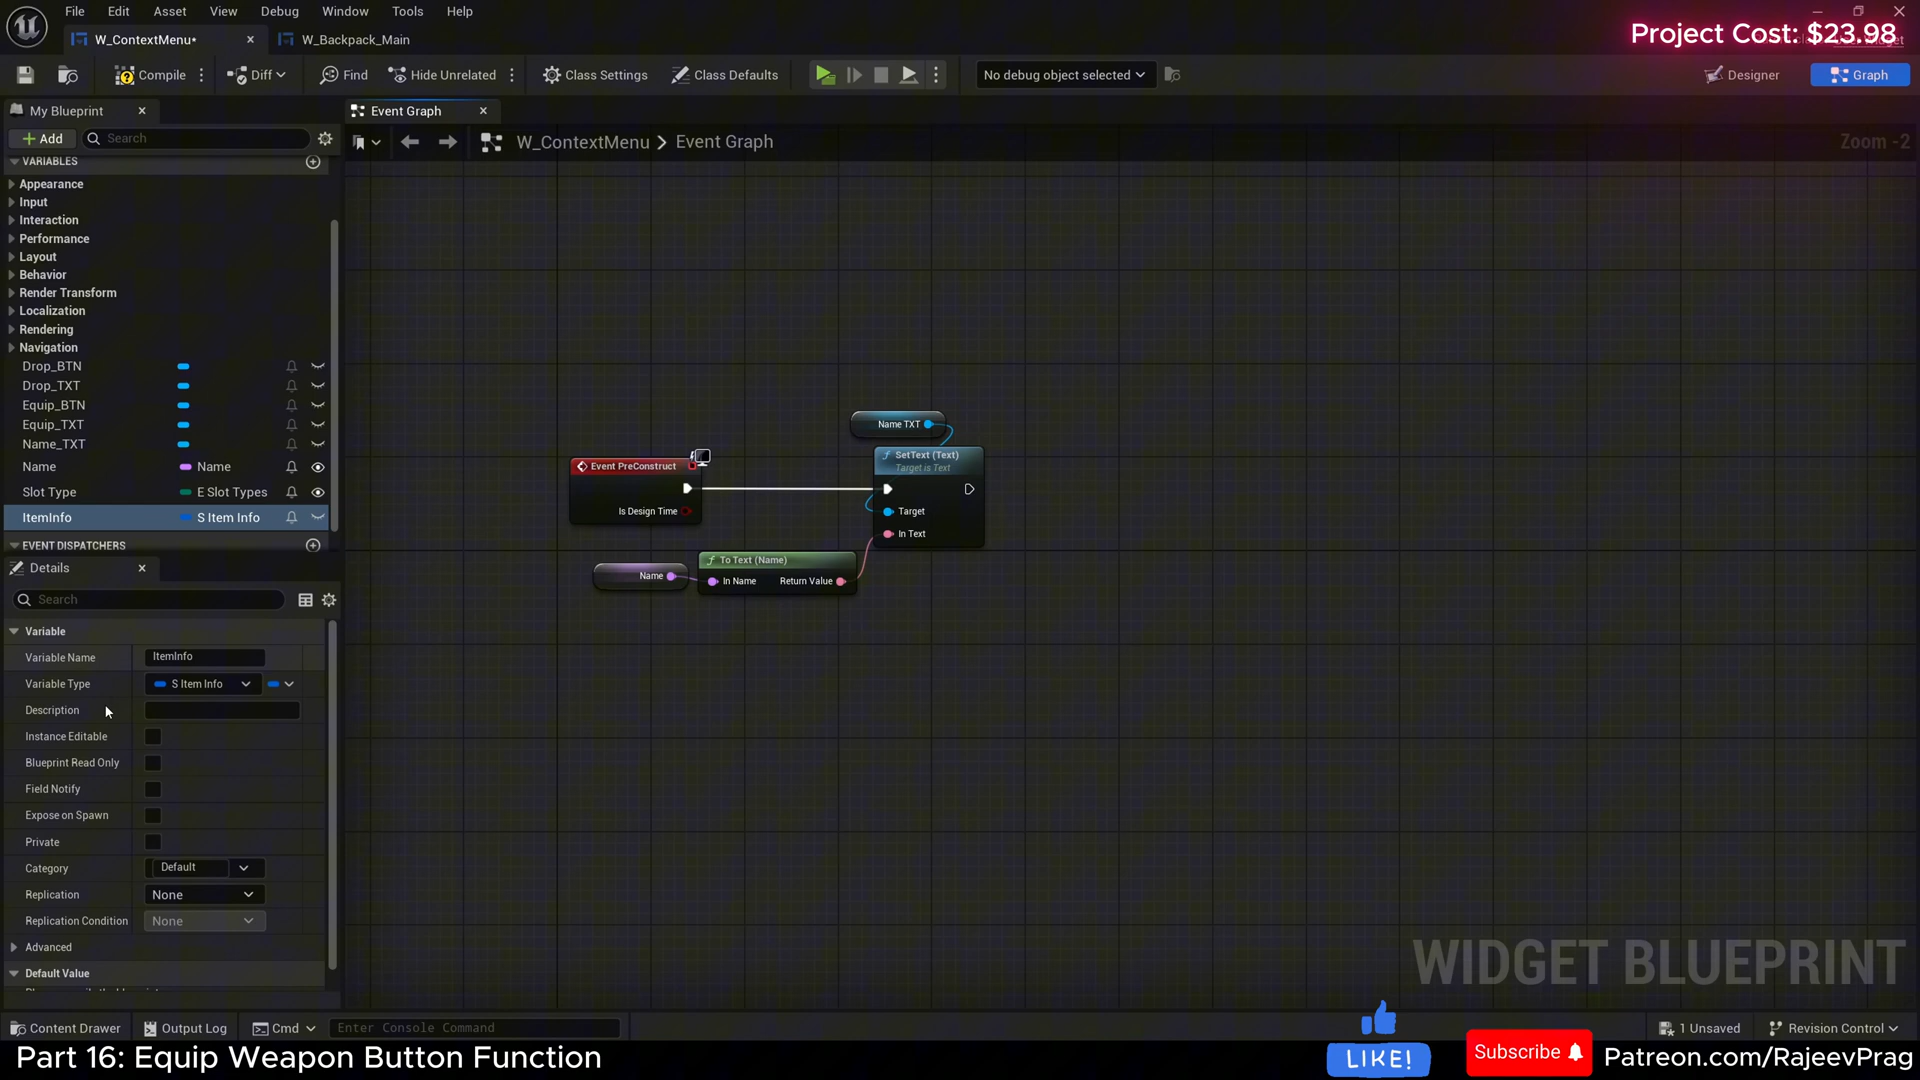 File Edit Asset View Debug Window Tools Help
Project Cost: $23.98
W_ContextMenu*
W_Backpack_Main
Compile
Diff
Find
Hide Unrelated
Class Settings
Class Defaults
No debug object selected
Designer
Graph
My Blueprint
Event Graph
Add
Search
W_ContextMenu > Event Graph
Zoom -2
VARIABLES
Appearance
Input
Interaction
Performance
Layout
Behavior
Render Transform
Localization
Rendering
Navigation
Drop_BTN
Drop_TXT
Equip_BTN
Equip_TXT
Name_TXT
Name Name
Slot Type E Slot Types
ItemInfo S Item Info
EVENT DISPATCHERS
Name TXT
Event PreConstruct
Is Design Time
SetText (Text)
Target is Text
Target
In Text
To Text (Name)
Name
In Name Return Value
Details
Search
Variable
Variable Name ItemInfo
Variable Type S Item Info
Description
Instance Editable
Blueprint Read Only
Field Notify
Expose on Spawn
Private
Category Default
Replication None
Replication Condition None
Advanced
Default Value
WIDGET BLUEPRINT
Content Drawer
Output Log
Cmd
Enter Console Command
1 Unsaved
Revision Control
Part 16: Equip Weapon Button Function
LIKE!
Subscribe
Patreon.com/RajeevPrag